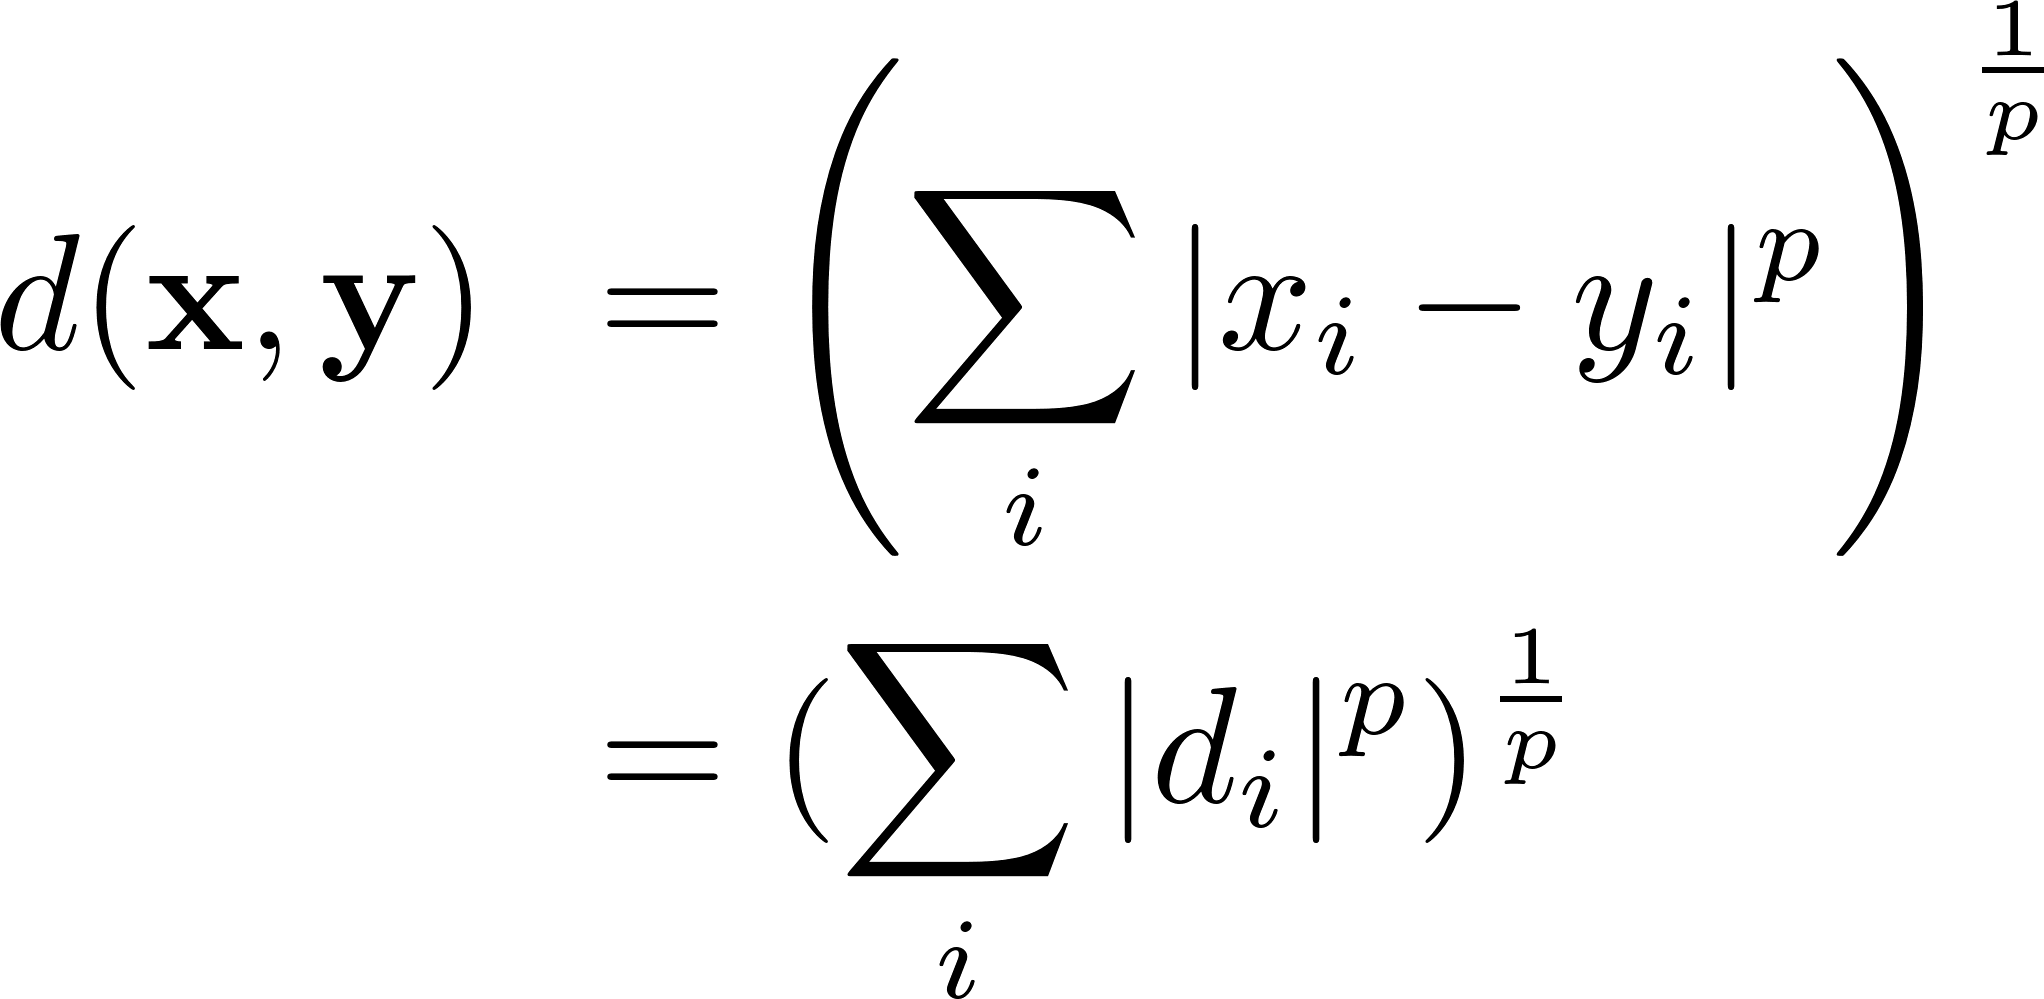 d(𝐱, 𝐲) = (∑_i |x_i − y_i|^p)^{1/p}
= (∑_i |d_i|^p)^{1/p}